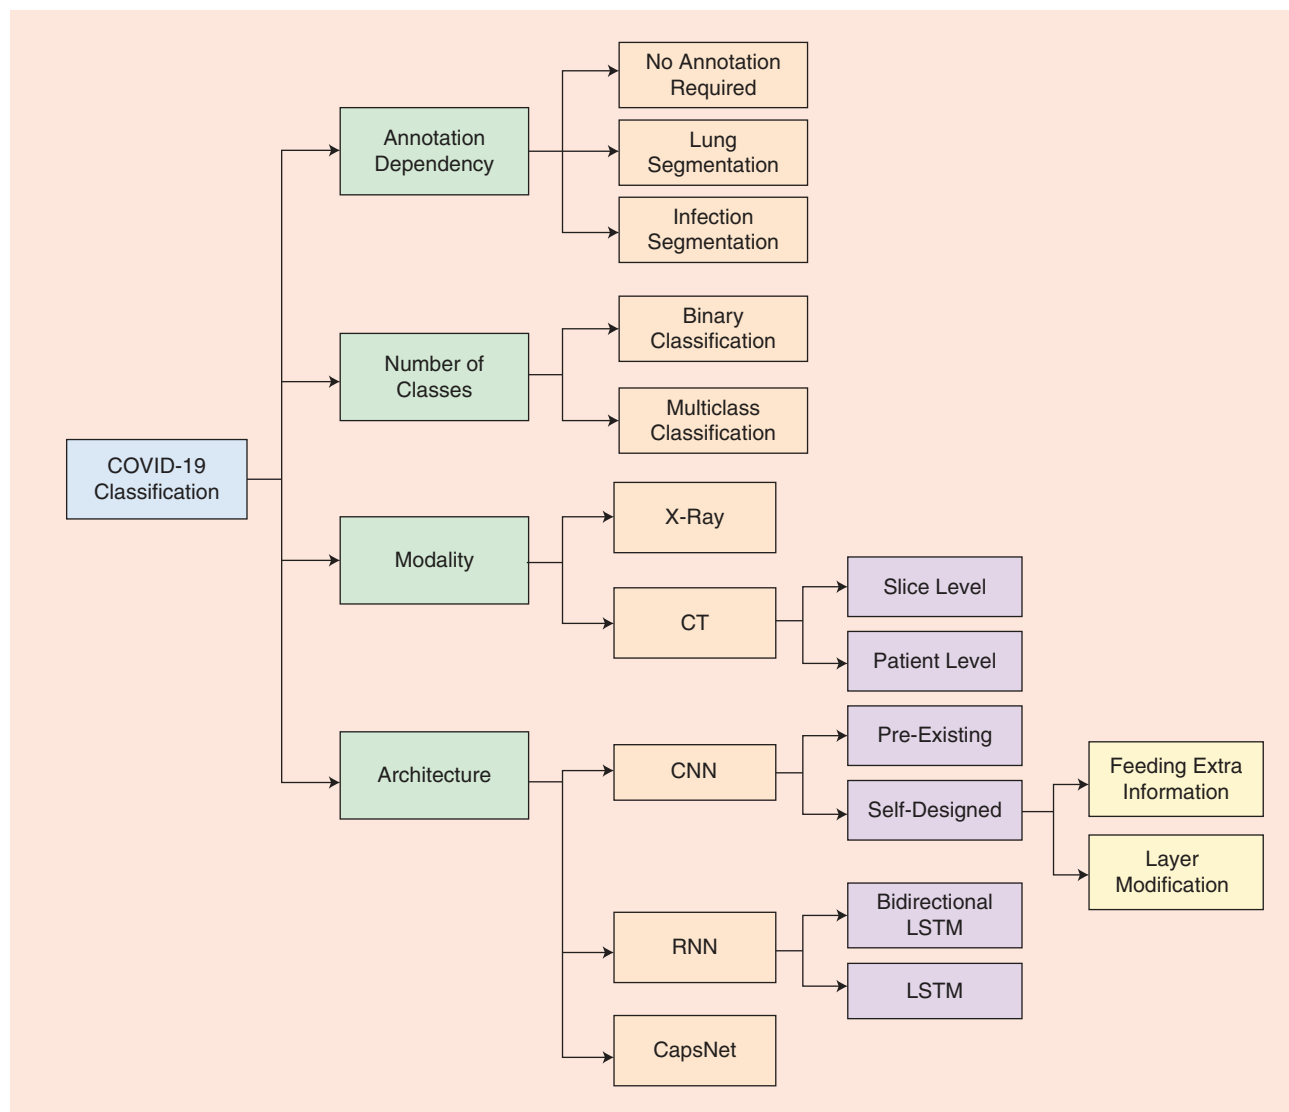 No Annotation
Required
Annotation
Dependency
Lung
Segmentation
Infection
Segmentation
Binary
Classification
Number of
Classes
Multiclass
Classification
COVID-19
Classification
X-Ray
Modality
Slice Level
CT
Patient Level
Pre-Existing
Architecture
CNN
Feeding Extra
Information
Self-Designed
Layer
Modification
Bidirectional
LSTM
RNN
LSTM
CapsNet